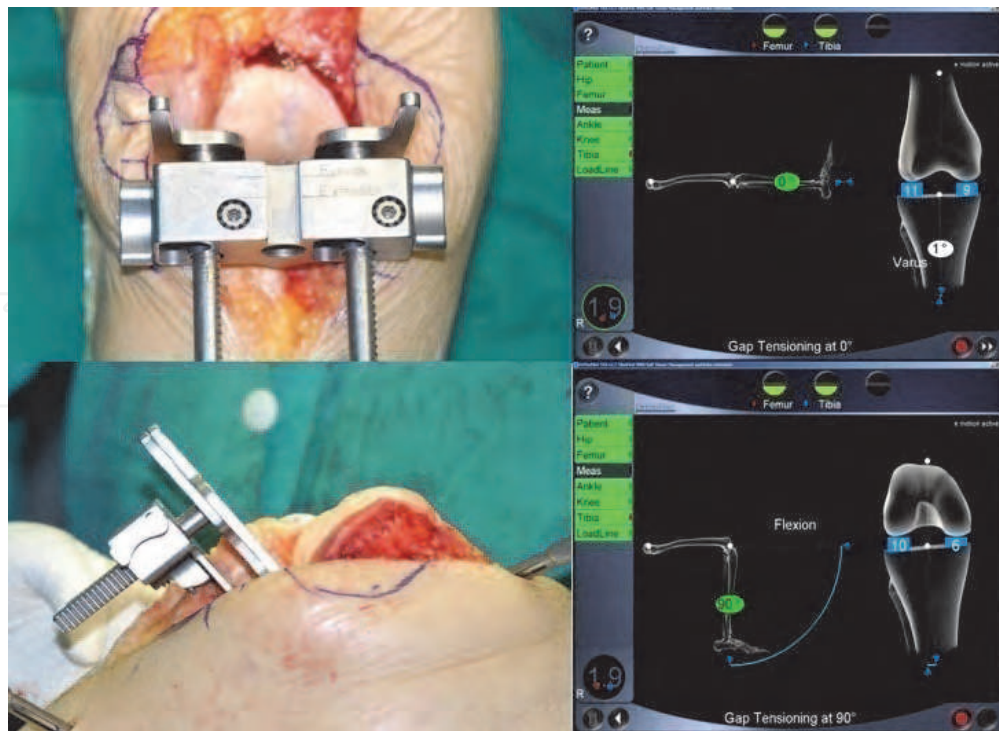 ?
Femur
Tibia
Patient
Hip
Femur
Meas
Ankle
Knee
Tibia
LoadLine
0
11
9
1°
Varus
1.9
R
Gap Tensioning at 0°
?
Femur
Tibia
Patient
Hip
Femur
Meas
Ankle
Knee
Tibia
LoadLine
Flexion
10
6
90
1.9
R
Gap Tensioning at 90°